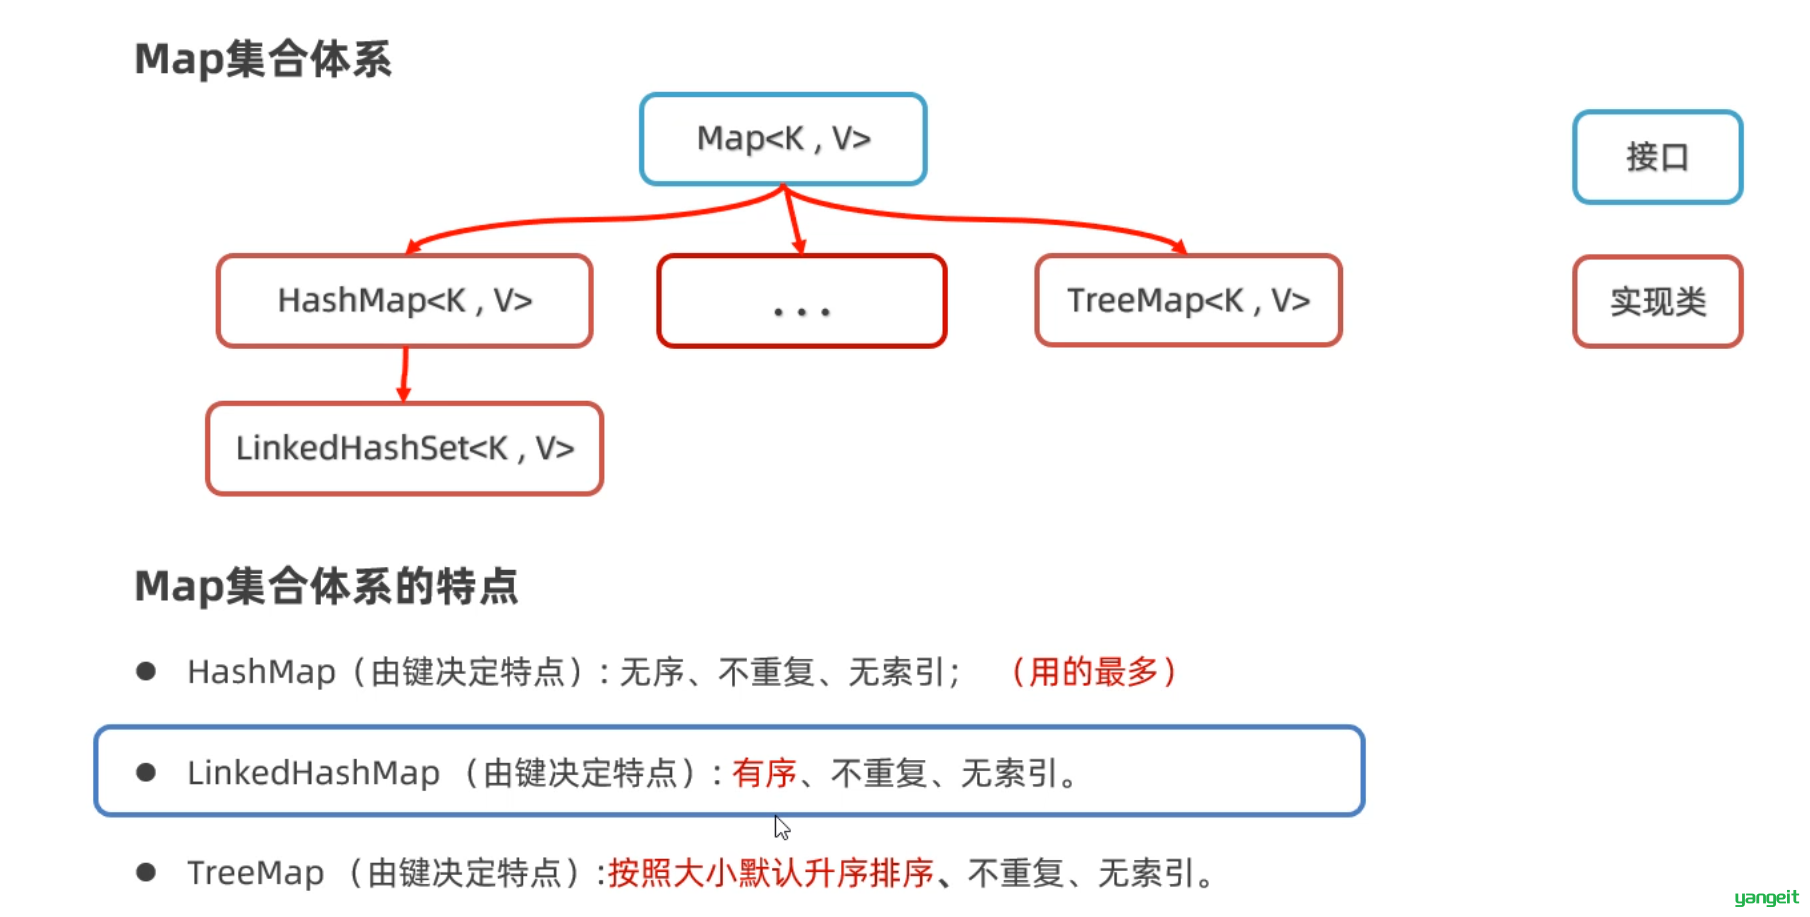 Map集合体系
Map<K , V>
接口
HashMap<K , V>
...
TreeMap<K , V>
实现类
LinkedHashSet<K , V>
Map集合体系的特点
● HashMap（由键决定特点）: 无序、不重复、无索引; （用的最多）
● LinkedHashMap （由键决定特点）: 有序、不重复、无索引。
● TreeMap （由键决定特点）:按照大小默认升序排序、不重复、无索引。
yangeit